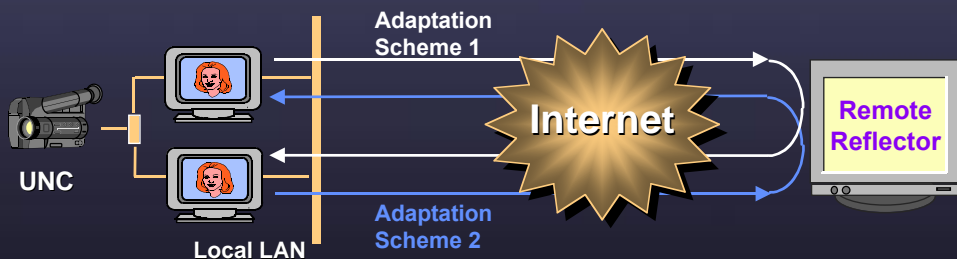 Adaptation
Scheme 1
Internet
Remote
Reflector
UNC
Adaptation
Scheme 2
Local LAN